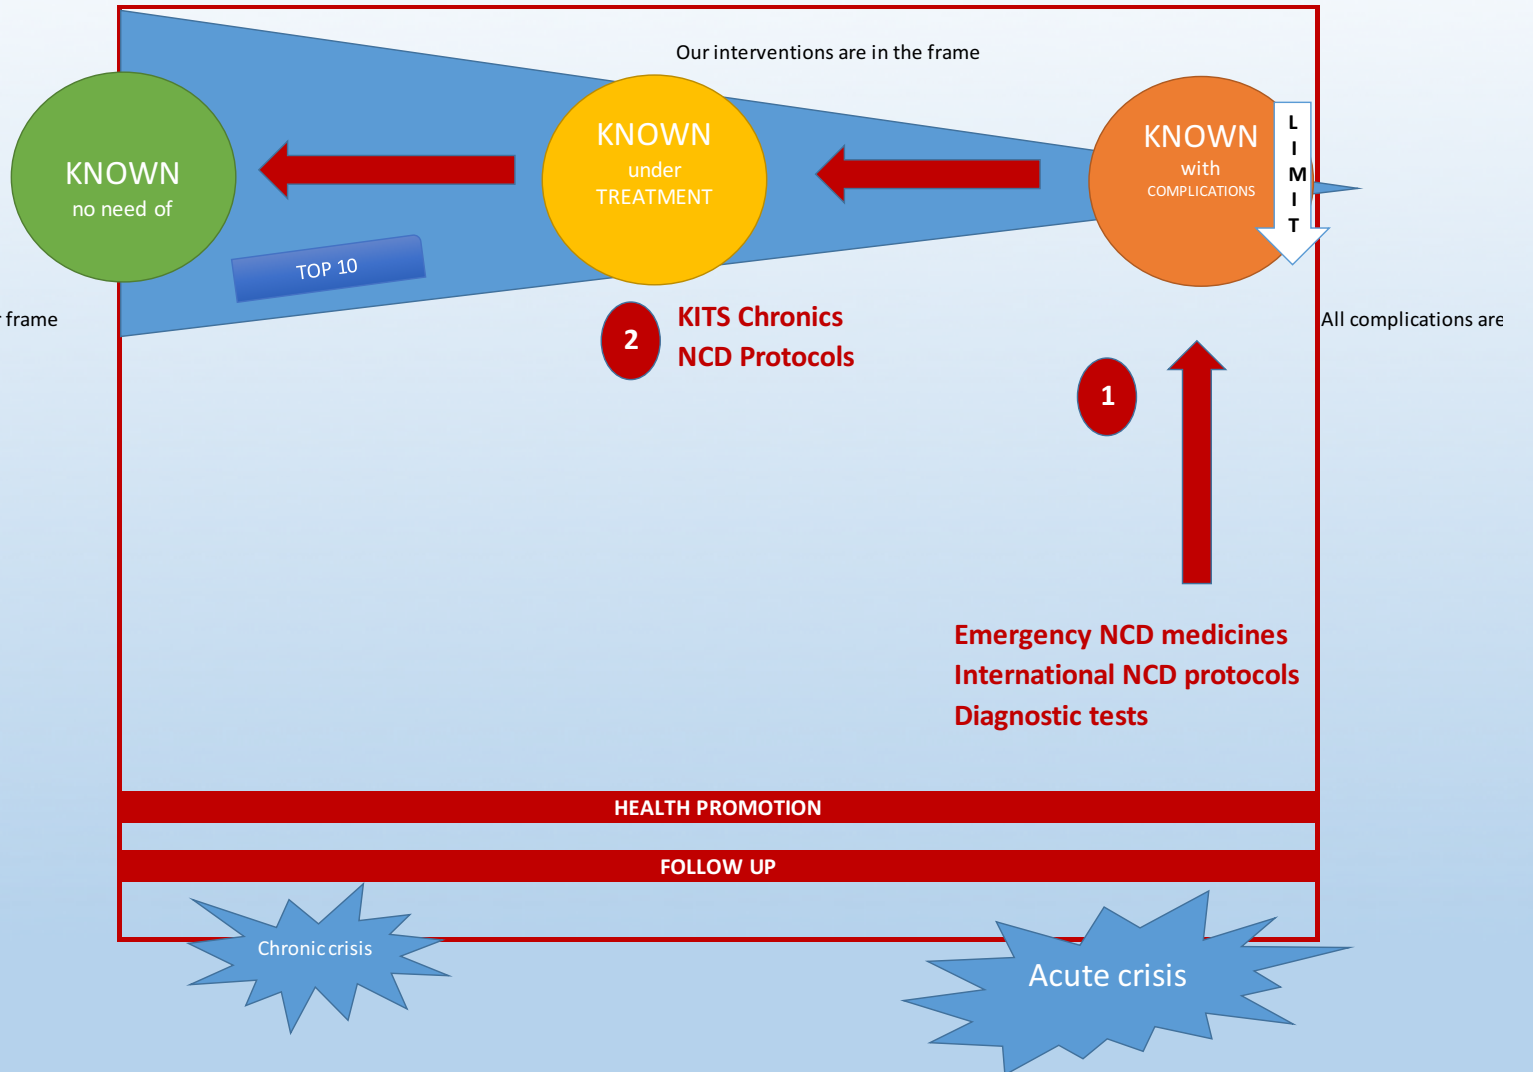 Our interventions are in the frame
KNOWN
no need of
KNOWN
under
TREATMENT
KNOWN
with
COMPLICATIONS
L
I
M
I
T
TOP 10
frame
All complications are
2
KITS Chronics
NCD Protocols
1
Emergency NCD medicines
International NCD protocols
Diagnostic tests
HEALTH PROMOTION
FOLLOW UP
Chronic crisis
Acute crisis